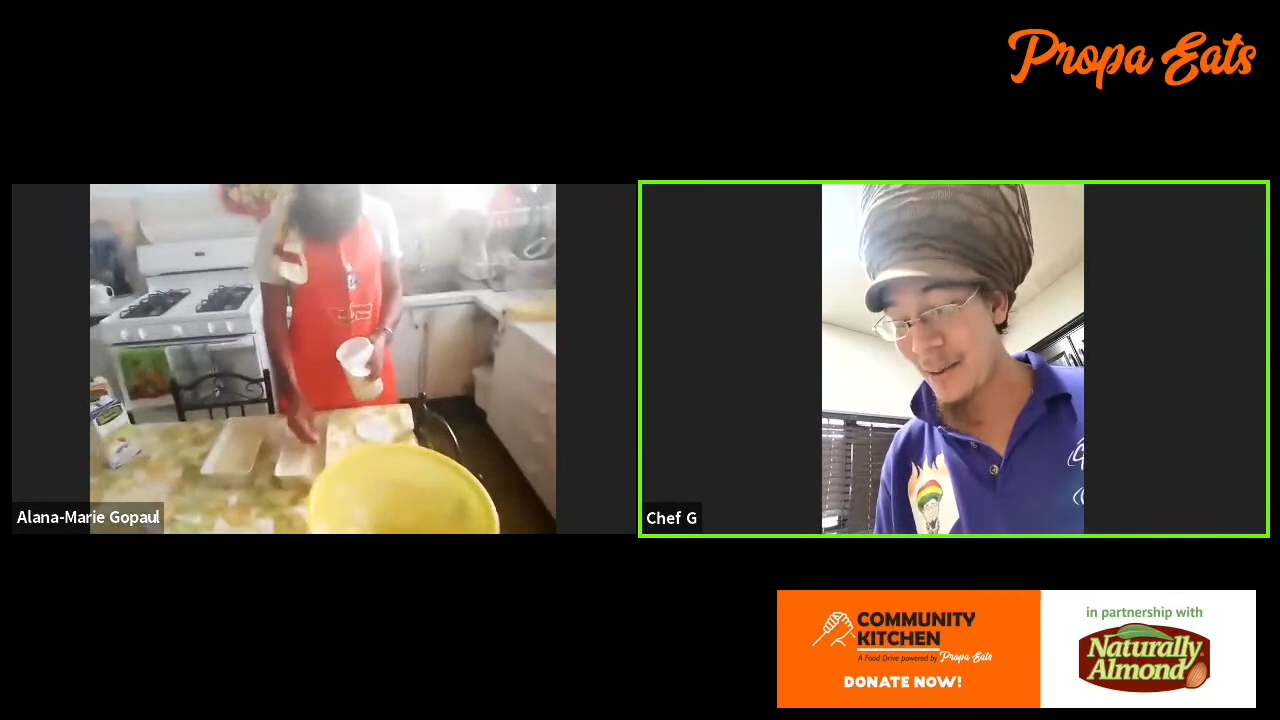 Propa Eats
Alana-Marie Gopaul
Chef G
COMMUNITY
KITCHEN
A Food Drive powered by Propa Eats
DONATE NOW!
in partnership with
Naturally
Almond